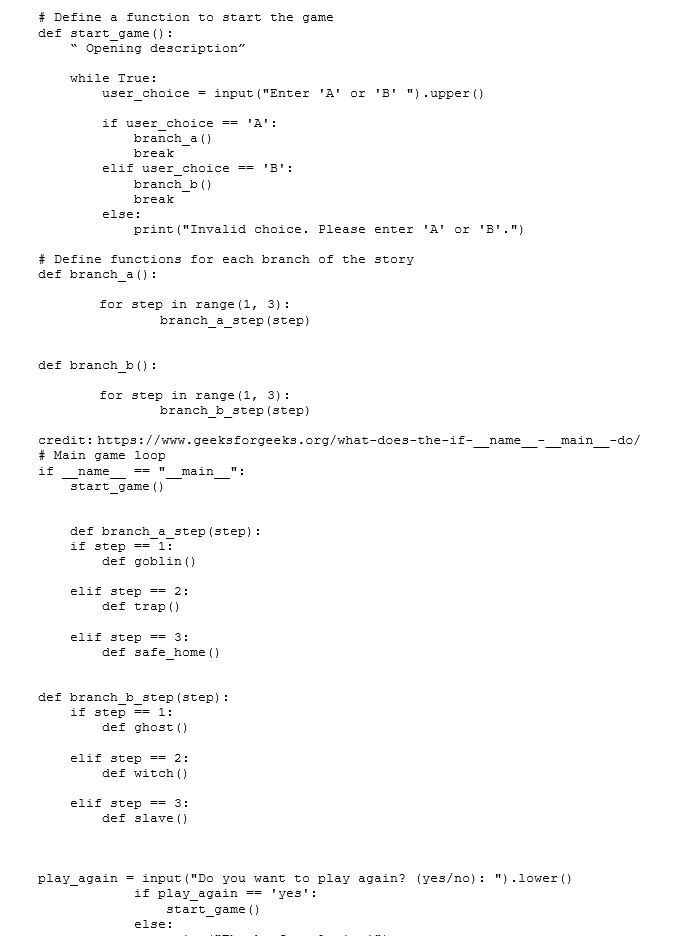 # Define a function to start the game
def start_game():
“ Opening description”
while True:
user_choice = input("Enter 'A' or 'B' ").upper()
if user_choice == 'A':
branch_a()
break
elif user_choice == 'B':
branch_b()
break
else:
print("Invalid choice. Please enter 'A' or 'B'.")
# Define functions for each branch of the story
def branch_a():
for step in range(1, 3):
branch_a_step(step)
def branch_b():
for step in range(1, 3):
branch_b_step(step)
credit: https://www.geeksforgeeks.org/what-does-the-if-__name__-__main__-do/
# Main game loop
if __name__ == "__main__":
start_game()
def branch_a_step(step):
if step == 1:
def goblin()
elif step == 2:
def trap()
elif step == 3:
def safe_home()
def branch_b_step(step):
if step == 1:
def ghost()
elif step == 2:
def witch()
elif step == 3:
def slave()
play_again = input("Do you want to play again? (yes/no): ").lower()
if play_again == 'yes':
start_game()
else: